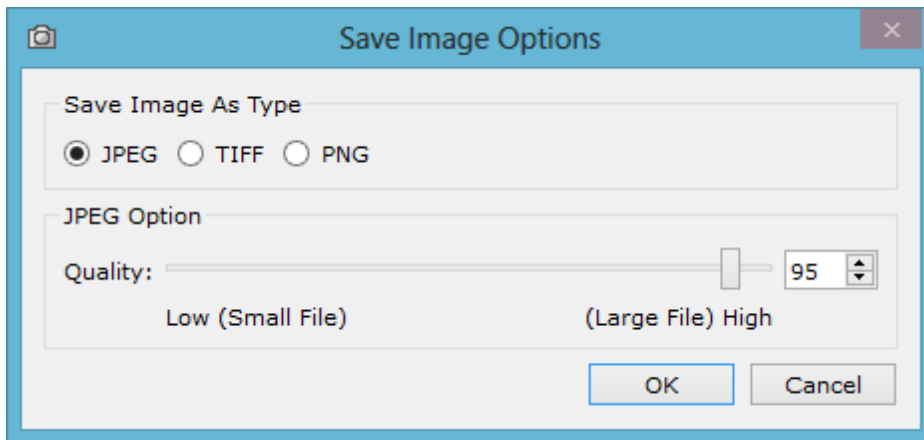 Save Image Options
Save Image As Type
JPEG TIFF PNG
JPEG Option
Quality: 95
Low (Small File) (Large File) High
OK Cancel